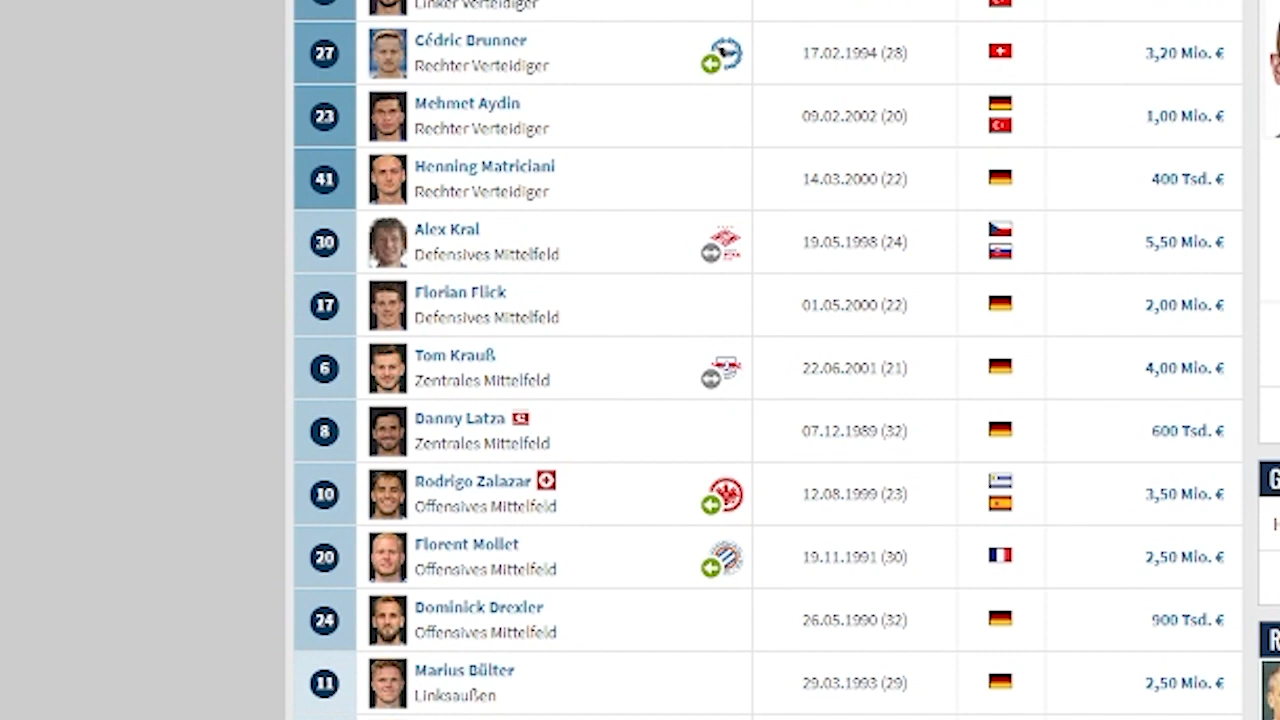 Linker Verteidiger
27 Cédric Brunner 17.02.1994 (28) 3,20 Mio. €
Rechter Verteidiger
23 Mehmet Aydin 09.02.2002 (20) 1,00 Mio. €
Rechter Verteidiger
41 Henning Matriciani 14.03.2000 (22) 400 Tsd. €
Rechter Verteidiger
30 Alex Kral 19.05.1998 (24) 5,50 Mio. €
Defensives Mittelfeld
17 Florian Flick 01.05.2000 (22) 2,00 Mio. €
Defensives Mittelfeld
6 Tom Krauß 22.06.2001 (21) 4,00 Mio. €
Zentrales Mittelfeld
8 Danny Latza 07.12.1989 (32) 600 Tsd. €
Zentrales Mittelfeld
10 Rodrigo Zalazar 12.08.1999 (23) 3,50 Mio. €
Offensives Mittelfeld
20 Florent Mollet 19.11.1991 (30) 2,50 Mio. €
Offensives Mittelfeld
24 Dominick Drexler 26.05.1990 (32) 900 Tsd. €
Offensives Mittelfeld
11 Marius Bülter 29.03.1993 (29) 2,50 Mio. €
Linksaußen